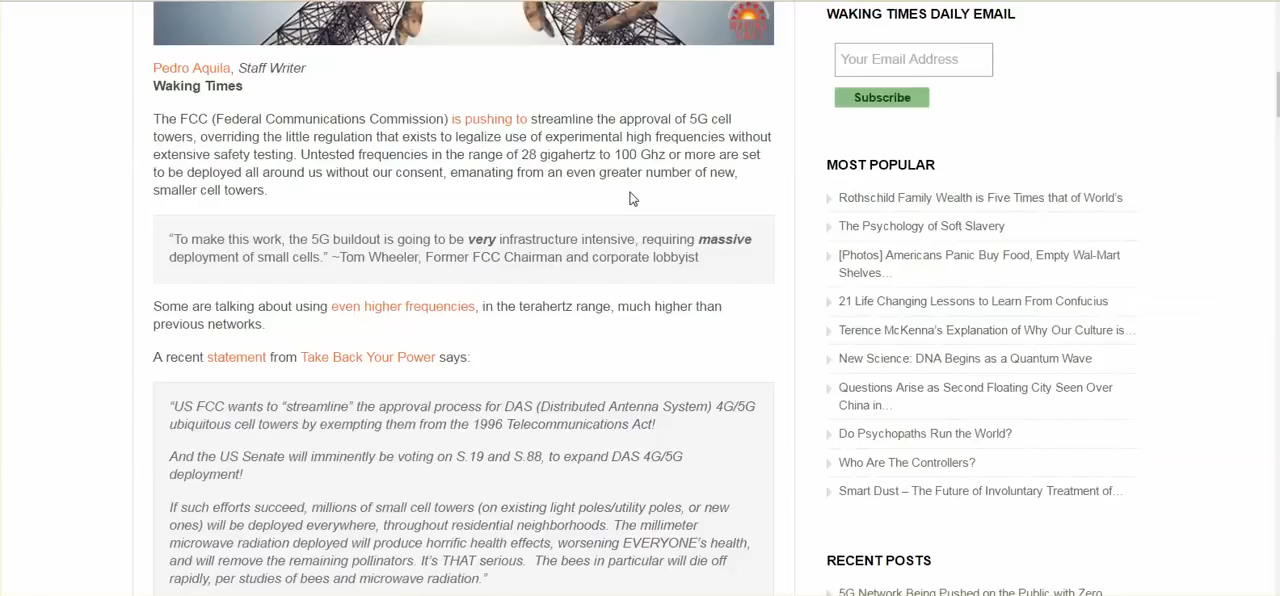 Pedro Aquila, Staff Writer
Waking Times
The FCC (Federal Communications Commission) is pushing to streamline the approval of 5G cell
towers, overriding the little regulation that exists to legalize use of experimental high frequencies without
extensive safety testing. Untested frequencies in the range of 28 gigahertz to 100 Ghz or more are set
to be deployed all around us without our consent, emanating from an even greater number of new,
smaller cell towers.
“To make this work, the 5G buildout is going to be very infrastructure intensive, requiring massive
deployment of small cells.” ~Tom Wheeler, Former FCC Chairman and corporate lobbyist
Some are talking about using even higher frequencies, in the terahertz range, much higher than
previous networks.
A recent statement from Take Back Your Power says:
“US FCC wants to “streamline” the approval process for DAS (Distributed Antenna System) 4G/5G
ubiquitous cell towers by exempting them from the 1996 Telecommunications Act!
And the US Senate will imminently be voting on S.19 and S.88, to expand DAS 4G/5G
deployment!
If such efforts succeed, millions of small cell towers (on existing light poles/utility poles, or new
ones) will be deployed everywhere, throughout residential neighborhoods. The millimeter
microwave radiation deployed will produce horrific health effects, worsening EVERYONE’s health,
and will remove the remaining pollinators. It’s THAT serious. The bees in particular will die off
rapidly, per studies of bees and microwave radiation.”
WAKING TIMES DAILY EMAIL
Your Email Address
Subscribe
MOST POPULAR
Rothschild Family Wealth is Five Times that of World’s
The Psychology of Soft Slavery
[Photos] Americans Panic Buy Food, Empty Wal-Mart
Shelves…
21 Life Changing Lessons to Learn From Confucius
Terence McKenna’s Explanation of Why Our Culture is…
New Science: DNA Begins as a Quantum Wave
Questions Arise as Second Floating City Seen Over
China in…
Do Psychopaths Run the World?
Who Are The Controllers?
Smart Dust – The Future of Involuntary Treatment of…
RECENT POSTS
5G Network Being Pushed on the Public with Zero